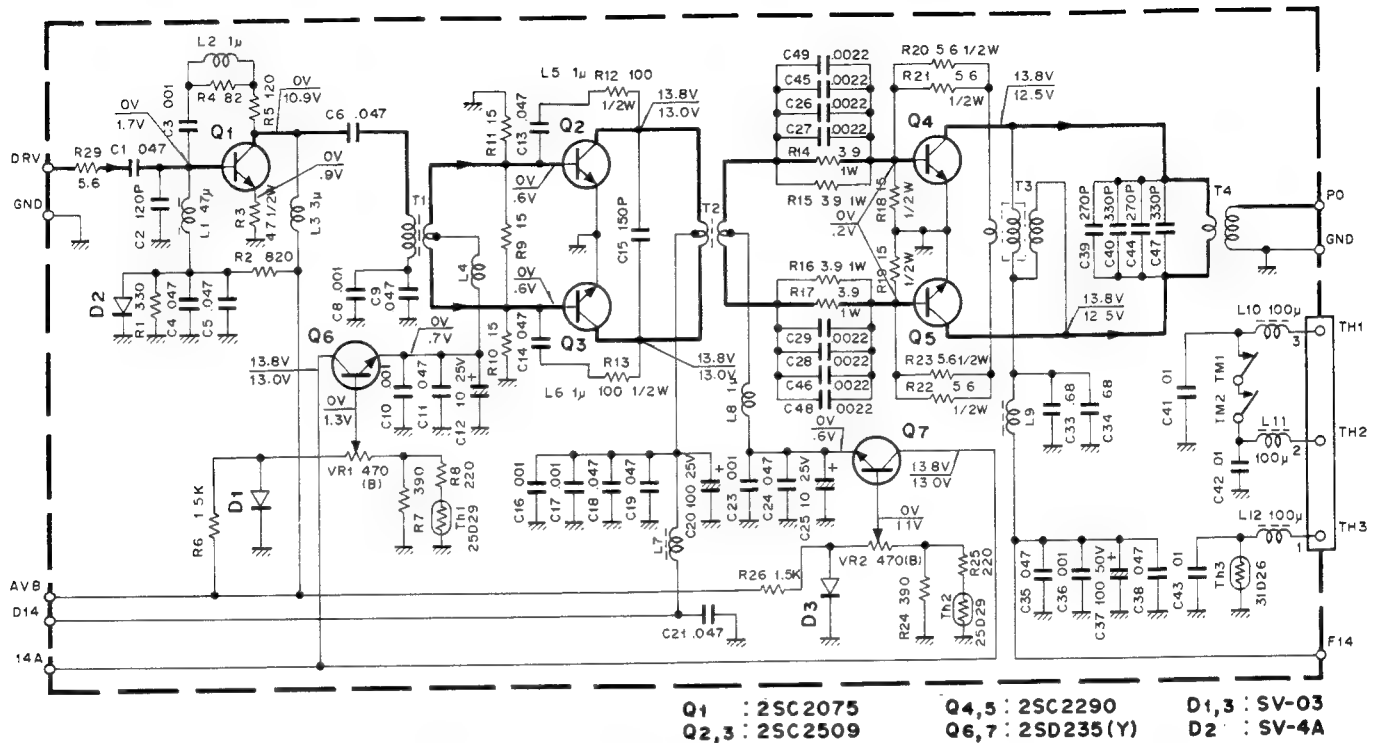 L2 1µ
R4 82
C3 .001
R5 120
0V
10.9V
0V
1.7V
Q1
C6 .047
DRV
R29
5.6
C1 .047
GND
C2 120P
L1 47µ
0V
.9V
R3
4.7 1/2W
L3 3µ
R2 820
D2
R1 330
C4 .047
C5 .047
T1
C8 .001
C9
.047
L4
L5 1µ
R12 100
1/2W
R11 15
C13 .047
Q2
13.8V
13.0V
0V
.6V
R9 15
C15 150P
T2
0V
.6V
Q3
R10 15
C14 .047
L6 1µ
R13
100 1/2W
13.8V
13.0V
Q6
13.8V
13.0V
0V
.7V
C10 .001
C11 .047
C12 10 25V
0V
1.3V
VR1 470
(B)
D1
R6 1.5K
R7 390
R8
220
Th1
25D29
C49 .0022
C45 .0022
C26 .0022
C27 .0022
R14 3.9
1W
R15 3.9 1W
R20 5.6 1/2W
R21 5.6
1/2W
Q4
13.8V
12.5V
R18 15
1/2W
0V
.2V
R19 15
1/2W
R16 3.9 1W
R17 3.9
1W
C29 .0022
C28 .0022
C46 .0022
C48 .0022
Q5
R23 5.6 1/2W
R22 5.6
1/2W
T3
13.8V
12.5V
C39 270P
C40 330P
C44 270P
C47 330P
T4
PO
GND
L8 1µ
0V
.6V
Q7
13.8V
13.0V
0V
1.1V
L9
C33 .68
C34 .68
C16 .001
C17 .001
C18 .047
C19 .047
C20 100 25V
C23 .001
C24 .047
C25 10 25V
L7
VR2 470(B)
R26 1.5K
D3
R24 390
R25
220
Th2
25D29
C21 .047
C35 .047
C36 .001
C37 100 50V
C38 .047
C43 .01
Th3
31D26
L10 100µ
TH1
3
C41 .01
TM1
TM2
L11
100µ
TH2
2
C42 .01
L12 100µ
TH3
1
AVB
D14
14A
F14
Q1 : 2SC2075 Q4,5 : 2SC2290 D1,3 : SV-03
Q2,3 : 2SC2509 Q6,7 : 2SD235(Y) D2 : SV-4A